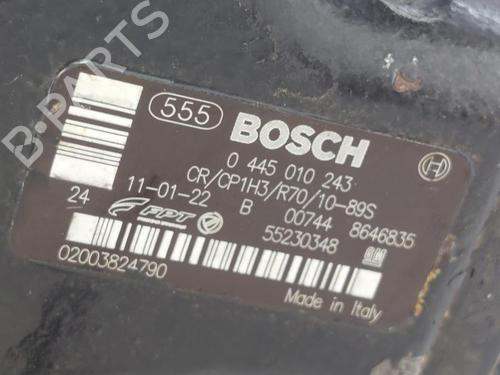 B-PARTS
555 BOSCH
0 445 010 243
CR/CP1H3/R70/10-89S
24 11-01-22 B 00744 8646835
FPT 55230348 GM
02003824790 Made in Italy